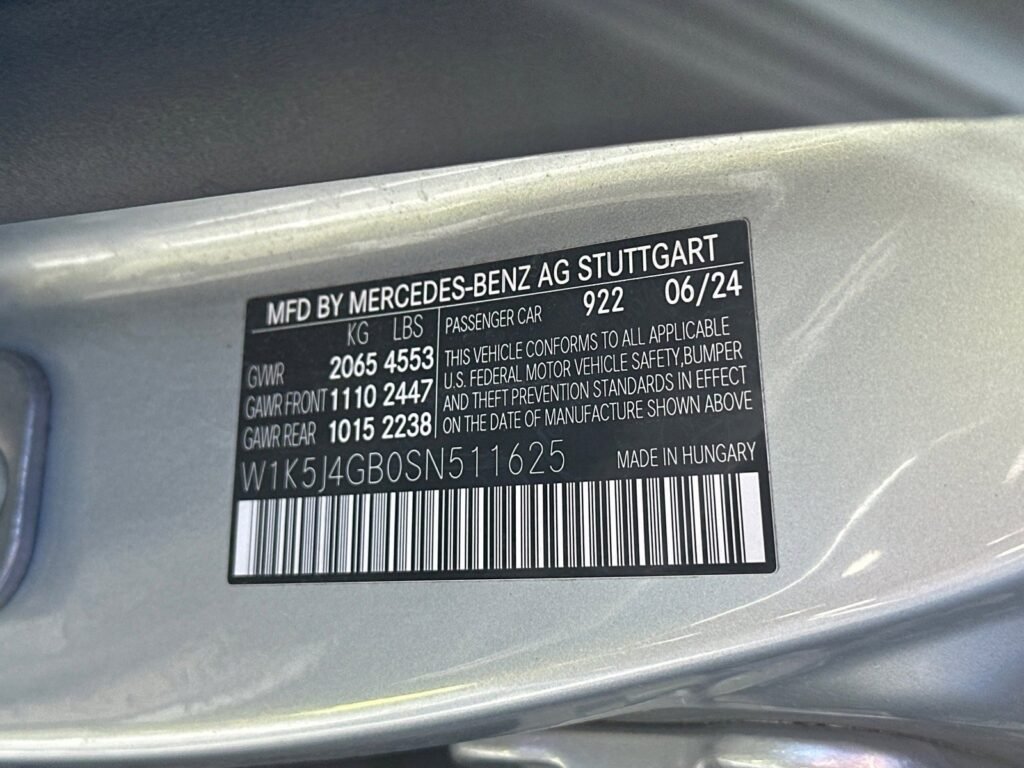 MFD BY MERCEDES-BENZ AG STUTTGART
KG LBS
GVWR 2065 4553
GAWR FRONT 1110 2447
GAWR REAR 1015 2238
PASSENGER CAR 922 06/24
THIS VEHICLE CONFORMS TO ALL APPLICABLE
U.S. FEDERAL MOTOR VEHICLE SAFETY,BUMPER
AND THEFT PREVENTION STANDARDS IN EFFECT
ON THE DATE OF MANUFACTURE SHOWN ABOVE
W1K5J4GB0SN511625 MADE IN HUNGARY